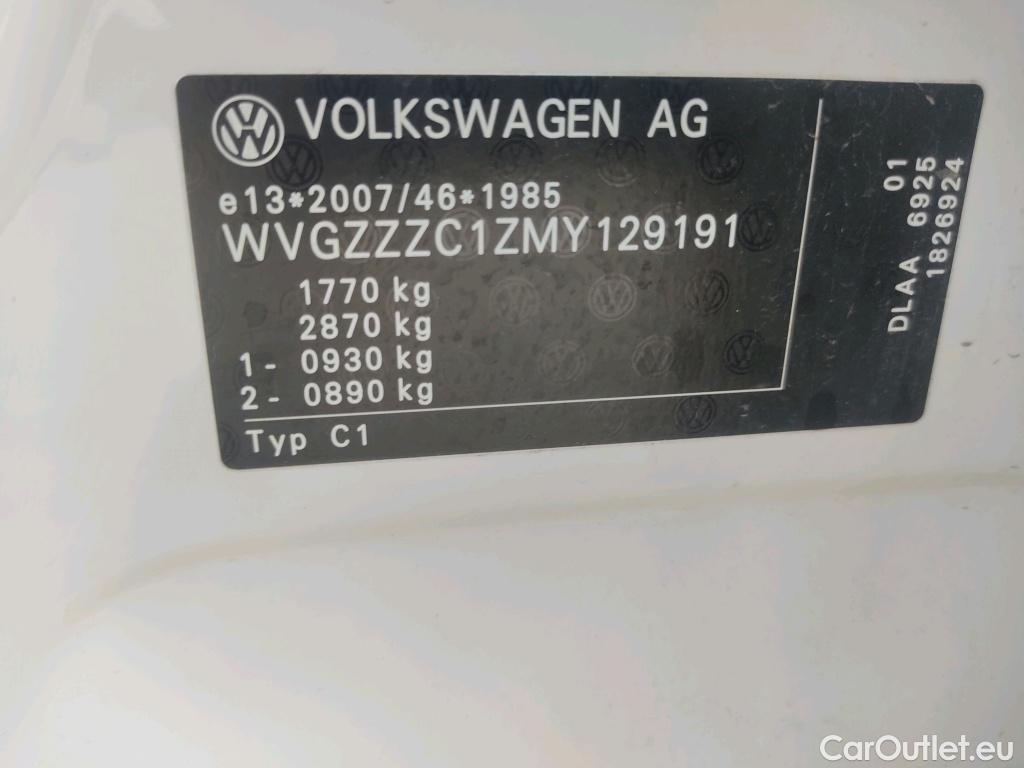 VOLKSWAGEN AG
e13*2007/46*1985
WVGZZZC1ZMY129191
1770 kg
2870 kg
1- 0930 kg
2- 0890 kg
Typ C1
01
DLAA 6925
1826924
CarOutlet.eu